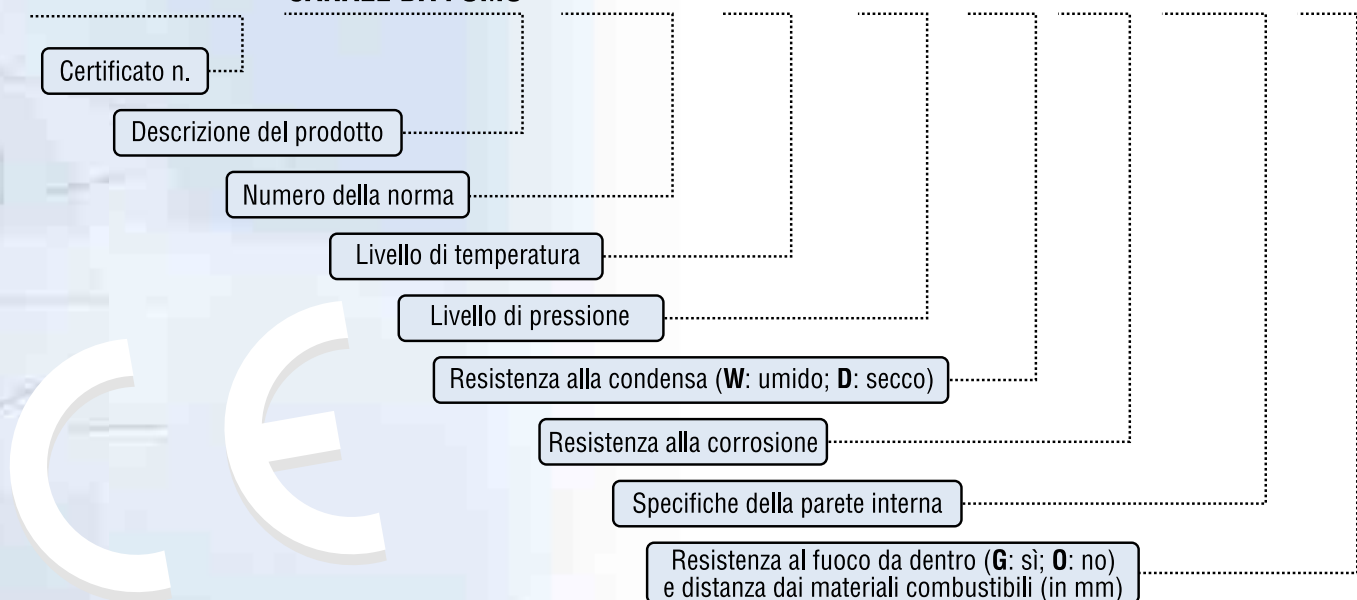 Certificato n.
Descrizione del prodotto
Numero della norma
Livello di temperatura
Livello di pressione
Resistenza alla condensa (W: umido; D: secco)
Resistenza alla corrosione
Specifiche della parete interna
Resistenza al fuoco da dentro (G: sì; O: no)
e distanza dai materiali combustibili (in mm)
CE